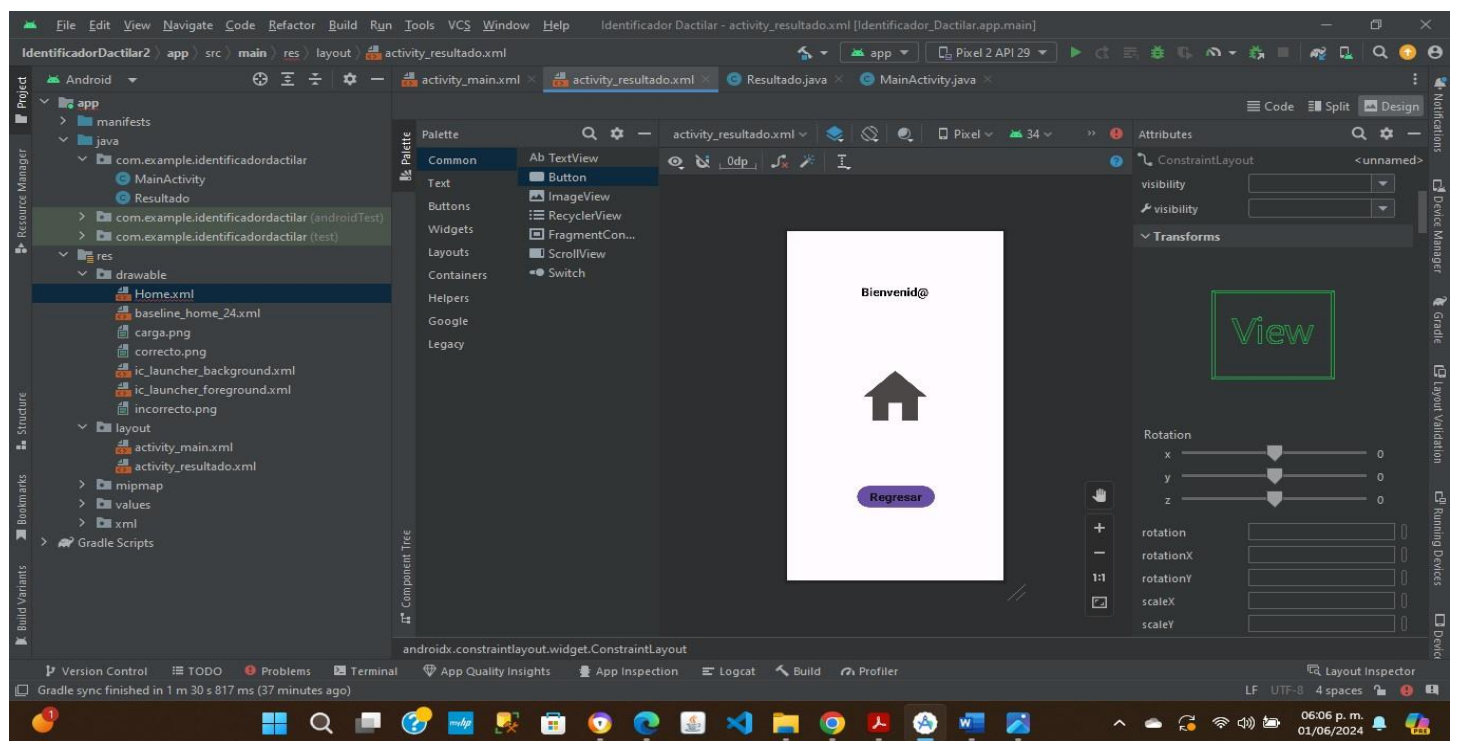 File Edit View Navigate Code Refactor Build Run Tools VCS Window Help Identificador Dactilar - activity_resultado.xml [Identificador_Dactilar.app.main]
IdentificadorDactilar2 app src main res layout activity_resultado.xml
app Pixel 2 API 29
Android
activity_main.xml activity_resultado.xml Resultado.java MainActivity.java
Code Split Design
Project
Resource Manager
Structure
Bookmarks
Build Variants
app
manifests
java
com.example.identificadordactilar
MainActivity
Resultado
com.example.identificadordactilar (androidTest)
com.example.identificadordactilar (test)
res
drawable
Home.xml
baseline_home_24.xml
carga.png
correcto.png
ic_launcher_background.xml
ic_launcher_foreground.xml
incorrecto.png
layout
activity_main.xml
activity_resultado.xml
mipmap
values
xml
Gradle Scripts
Palette
Component Tree
Palette
Common
Text
Buttons
Widgets
Layouts
Containers
Helpers
Google
Legacy
Ab TextView
Button
ImageView
RecyclerView
FragmentCon...
ScrollView
Switch
activity_resultado.xml Pixel 34
0dp
Bienvenid@
Regresar
1:1
Attributes
ConstraintLayout <unnamed>
visibility
visibility
Transforms
View
Rotation
x 0
y 0
z 0
rotation
rotationX
rotationY
scaleX
scaleY
Notifications
Device Manager
Gradle
Layout Validation
Running Devices
androidx.constraintlayout.widget.ConstraintLayout
Version Control TODO Problems Terminal App Quality Insights App Inspection Logcat Build Profiler Layout Inspector
Gradle sync finished in 1 m 30 s 817 ms (37 minutes ago)
LF UTF-8 4 spaces
1
myhp
06:06 p. m.
01/06/2024
PRE